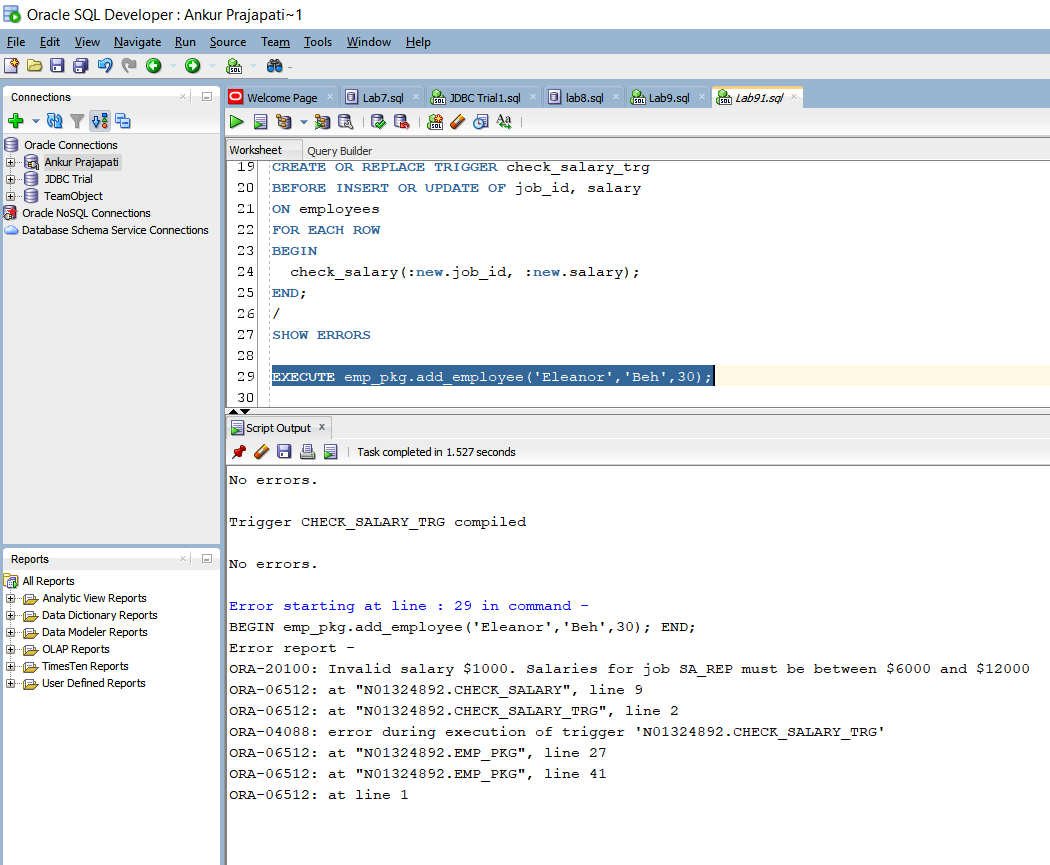 Oracle SQL Developer : Ankur Prajapati~1
File Edit View Navigate Run Source Team Tools Window Help
Connections
Oracle Connections
Ankur Prajapati
JDBC Trial
TeamObject
Oracle NoSQL Connections
Database Schema Service Connections
Reports
All Reports
Analytic View Reports
Data Dictionary Reports
Data Modeler Reports
OLAP Reports
TimesTen Reports
User Defined Reports
Welcome Page Lab7.sql JDBC Trial1.sql lab8.sql Lab9.sql Lab91.sql
Worksheet Query Builder
19 CREATE OR REPLACE TRIGGER check_salary_trg
20 BEFORE INSERT OR UPDATE OF job_id, salary
21 ON employees
22 FOR EACH ROW
23 BEGIN
24 check_salary(:new.job_id, :new.salary);
25 END;
26 /
27 SHOW ERRORS
28
29 EXECUTE emp_pkg.add_employee('Eleanor','Beh',30);
30
Script Output x
Task completed in 1.527 seconds
No errors.
Trigger CHECK_SALARY_TRG compiled
No errors.
Error starting at line : 29 in command -
BEGIN emp_pkg.add_employee('Eleanor','Beh',30); END;
Error report -
ORA-20100: Invalid salary $1000. Salaries for job SA_REP must be between $6000 and $12000
ORA-06512: at "N01324892.CHECK_SALARY", line 9
ORA-06512: at "N01324892.CHECK_SALARY_TRG", line 2
ORA-04088: error during execution of trigger 'N01324892.CHECK_SALARY_TRG'
ORA-06512: at "N01324892.EMP_PKG", line 27
ORA-06512: at "N01324892.EMP_PKG", line 41
ORA-06512: at line 1